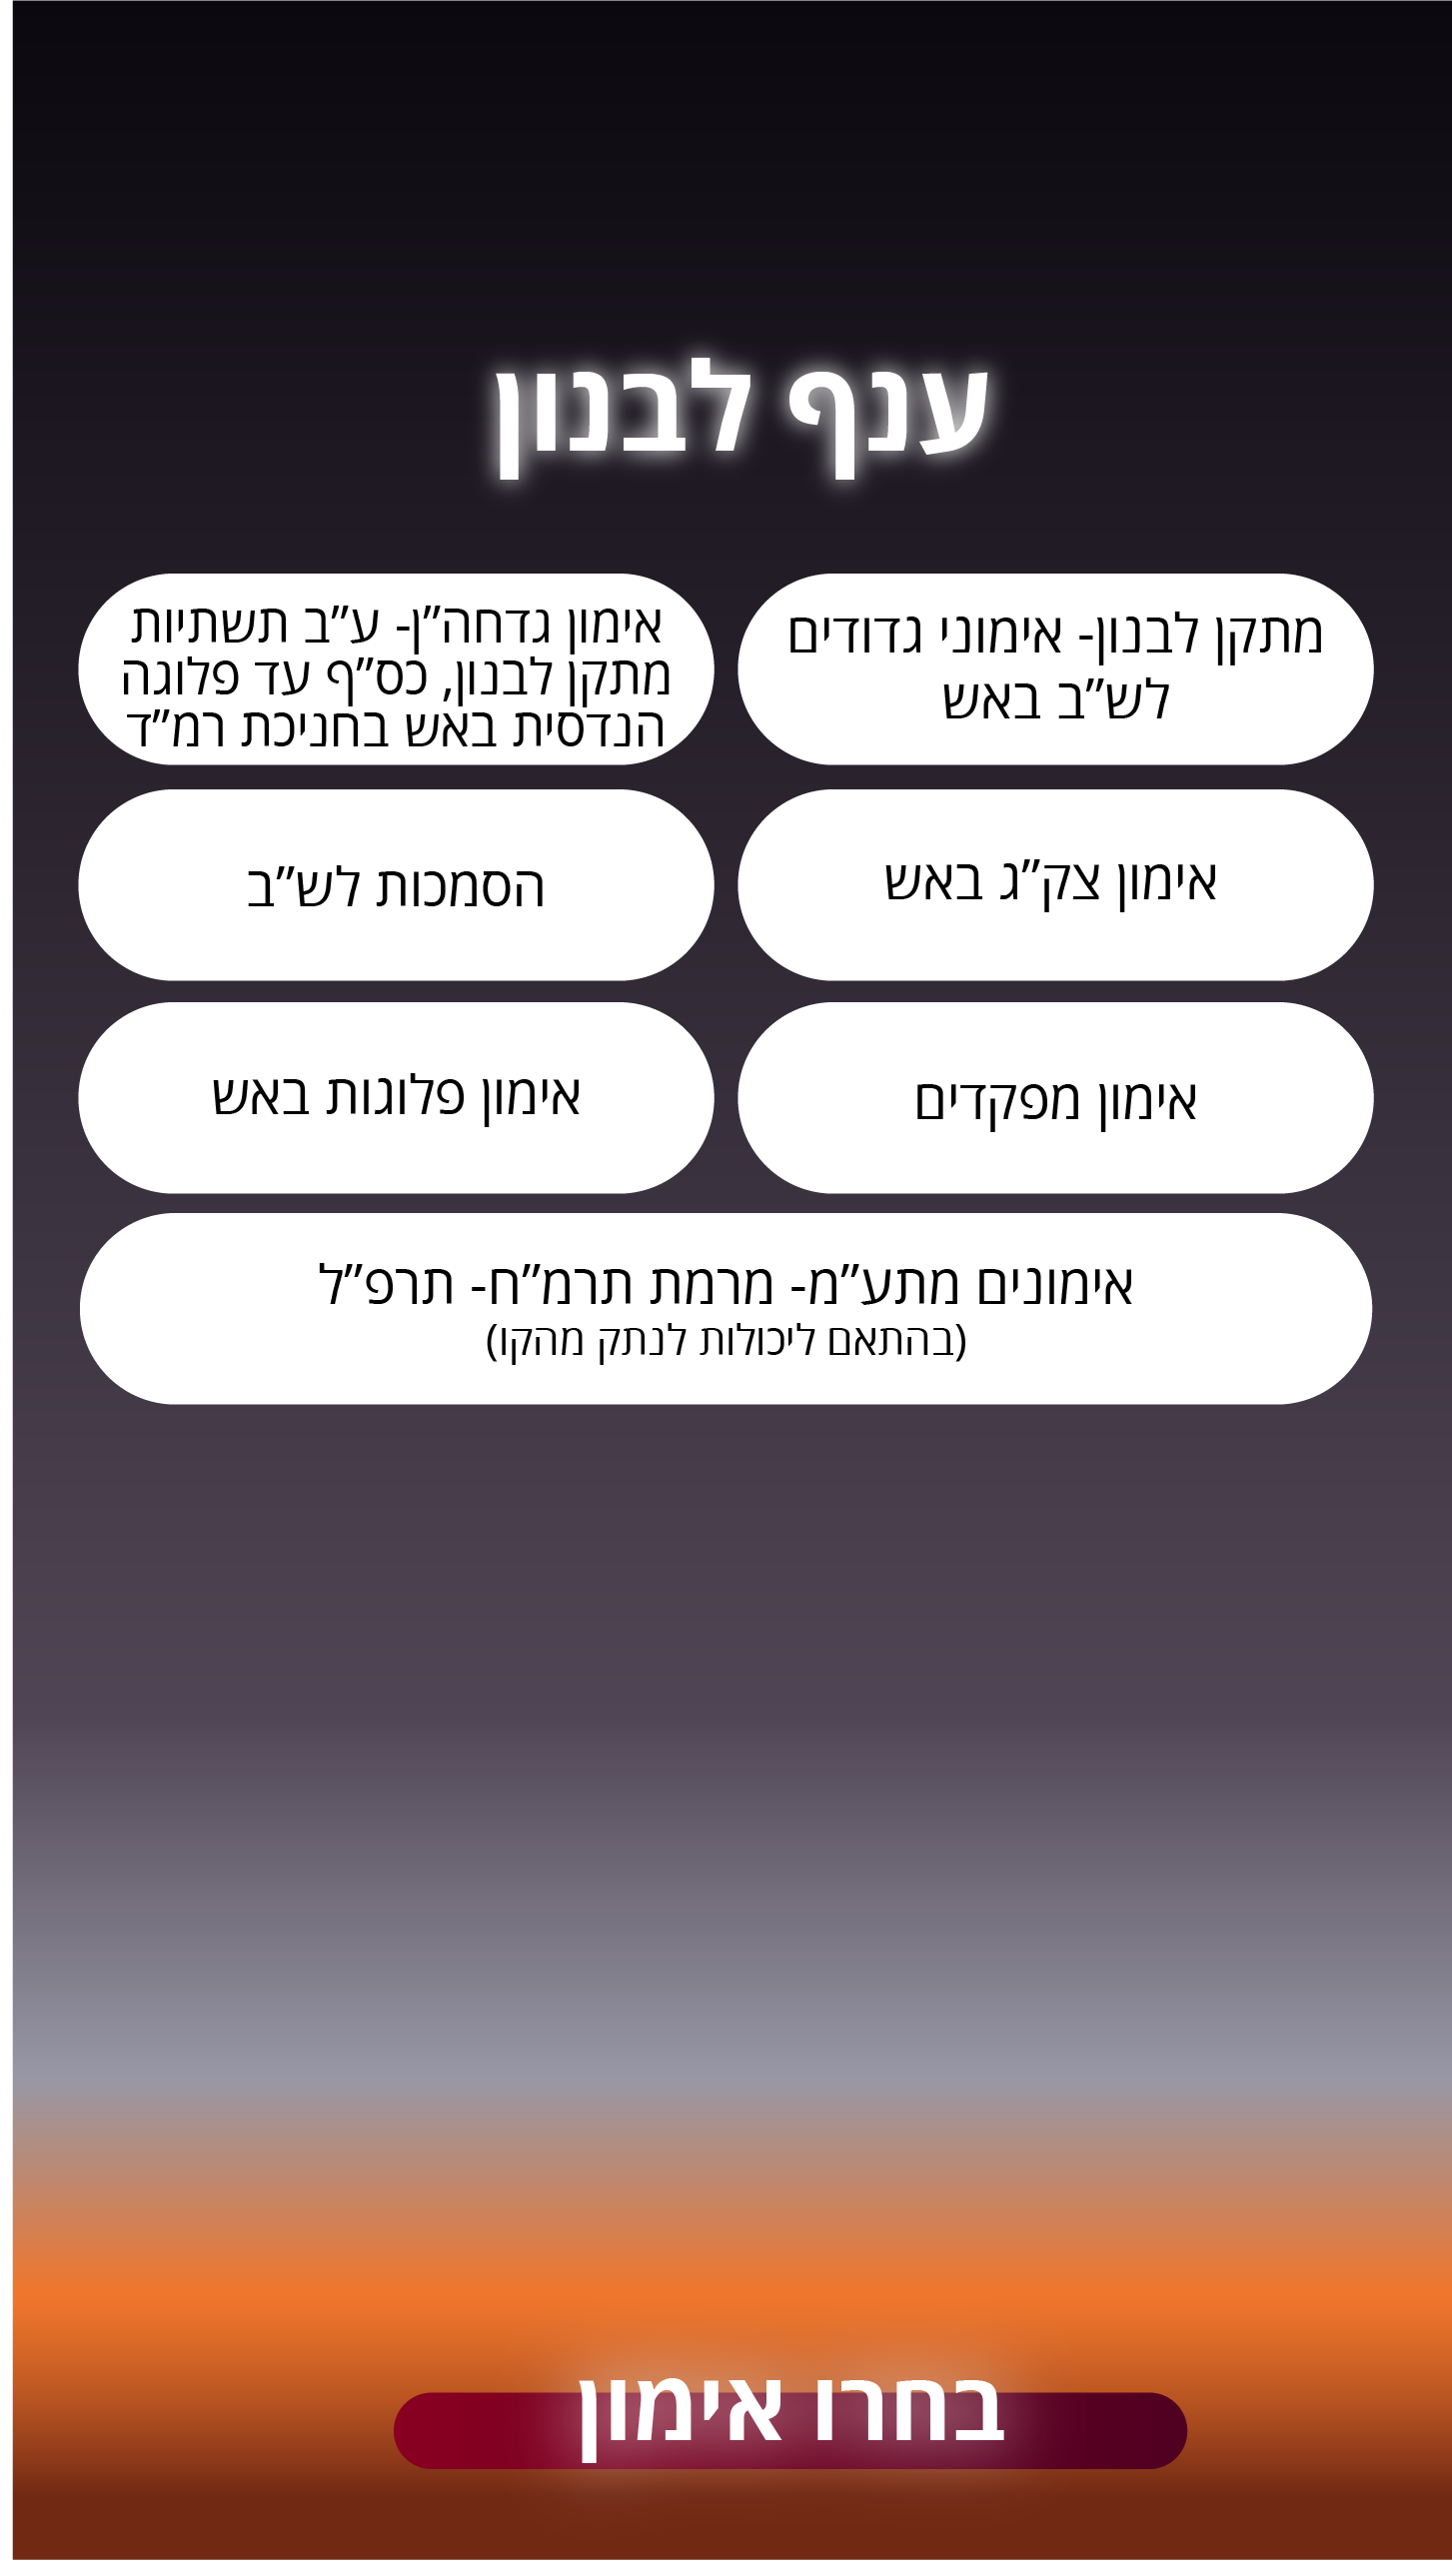 ענף לבנון
מתקן לבנון- אימוני גדודים
לש״ב באש
אימון גדחה״ן- ע״ב תשתיות
מתקן לבנון, כס״ף עד פלוגה
הנדסית באש בחניכת רמ״ד
אימון צק״ג באש
הסמכות לש״ב
אימון מפקדים
אימון פלוגות באש
אימונים מתע״מ- מרמת תרמ״ח- תרפ״ל
(בהתאם ליכולות לנתק מהקו)
בחרו אימון